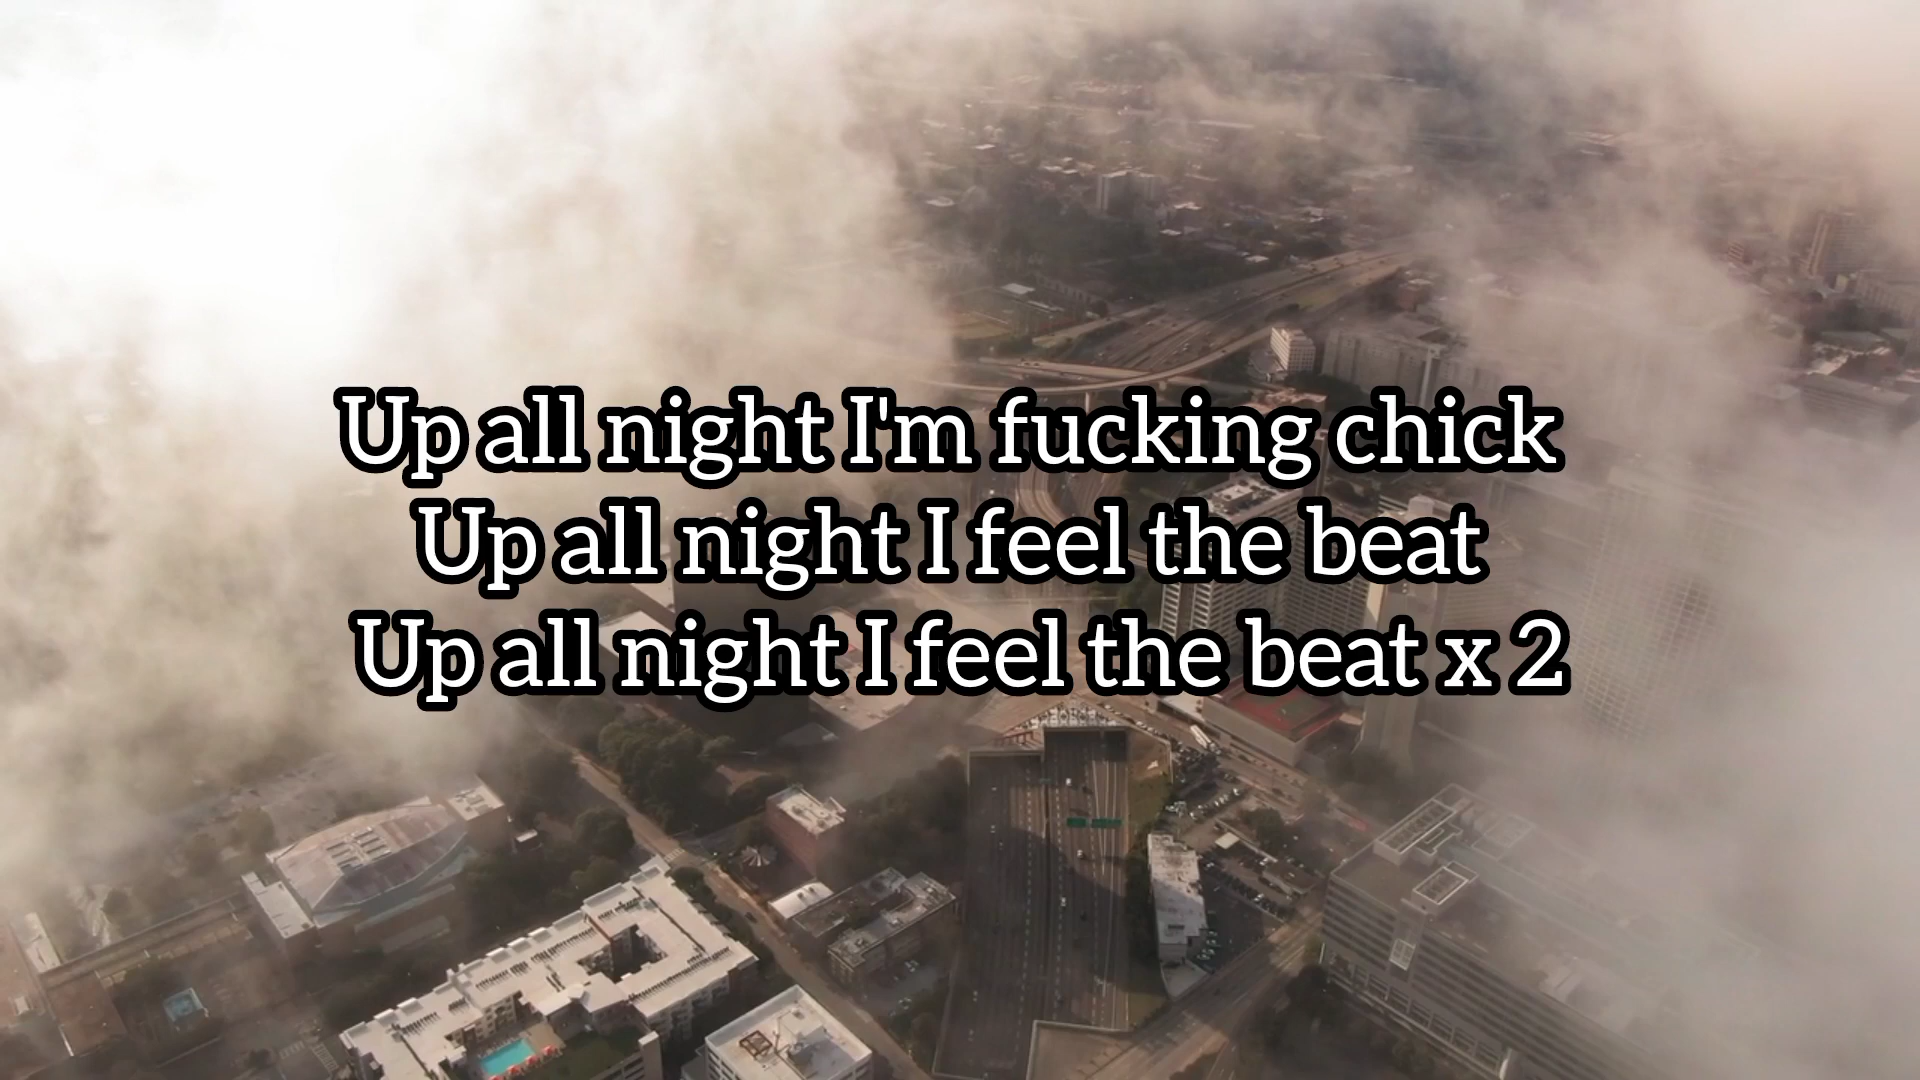 Up all night I'm fucking chick
Up all night I feel the beat
Up all night I feel the beat x 2